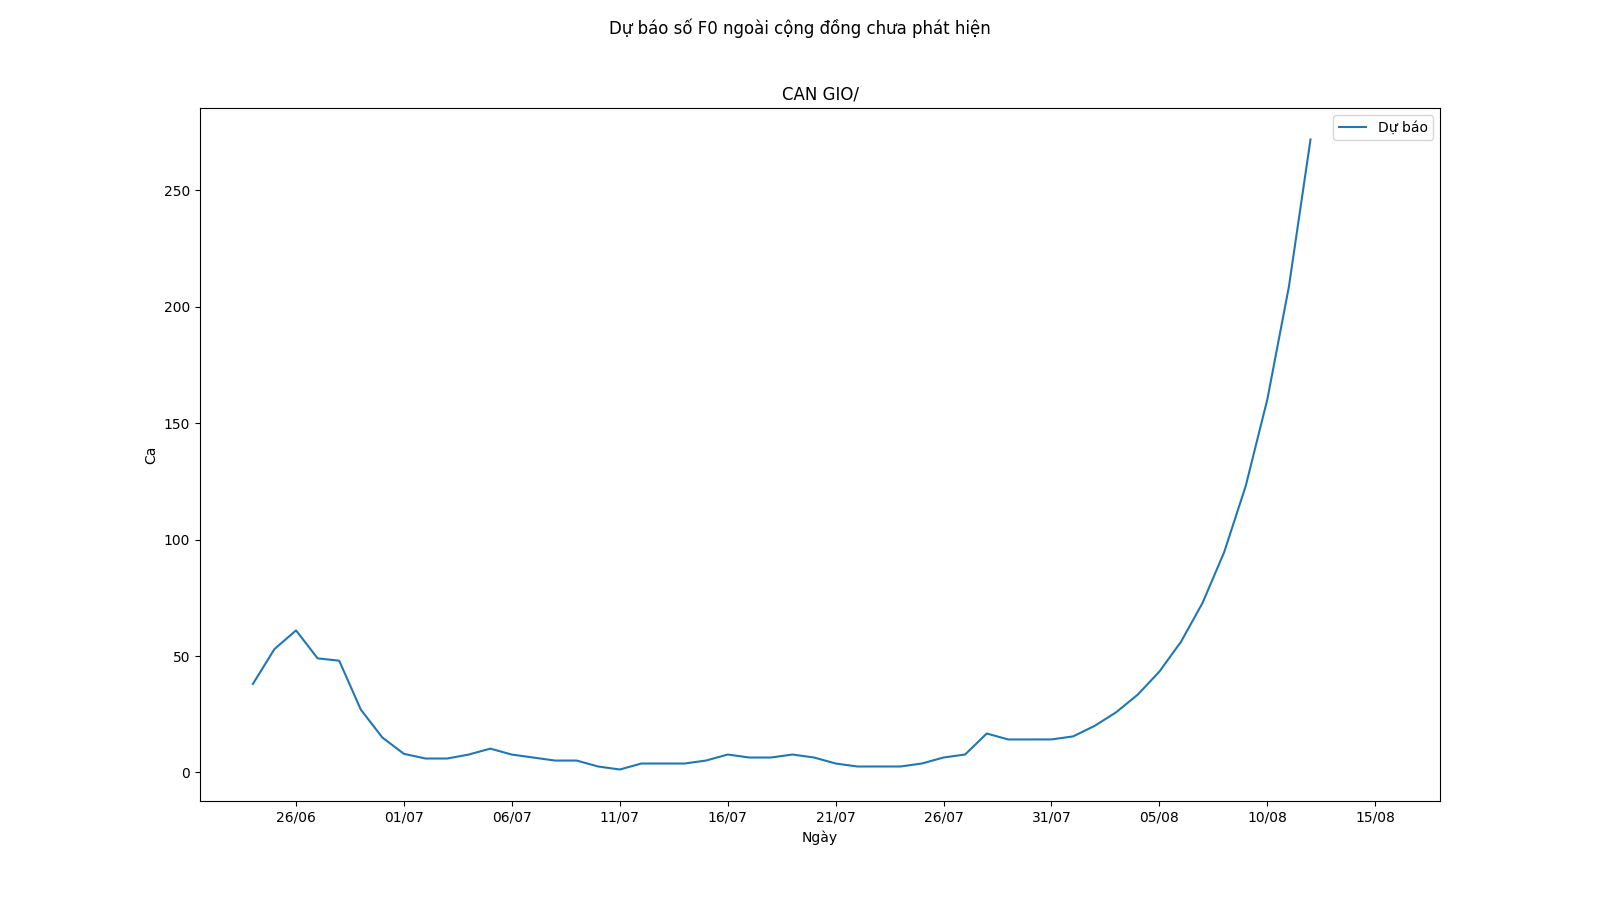 Dự báo số F0 ngoài cộng đồng chưa phát hiện
CAN GIO/
Dự báo
250
200
150
100
50
0
Ca
26/06 01/07 06/07 11/07 16/07 21/07 26/07 31/07 05/08 10/08 15/08
Ngày